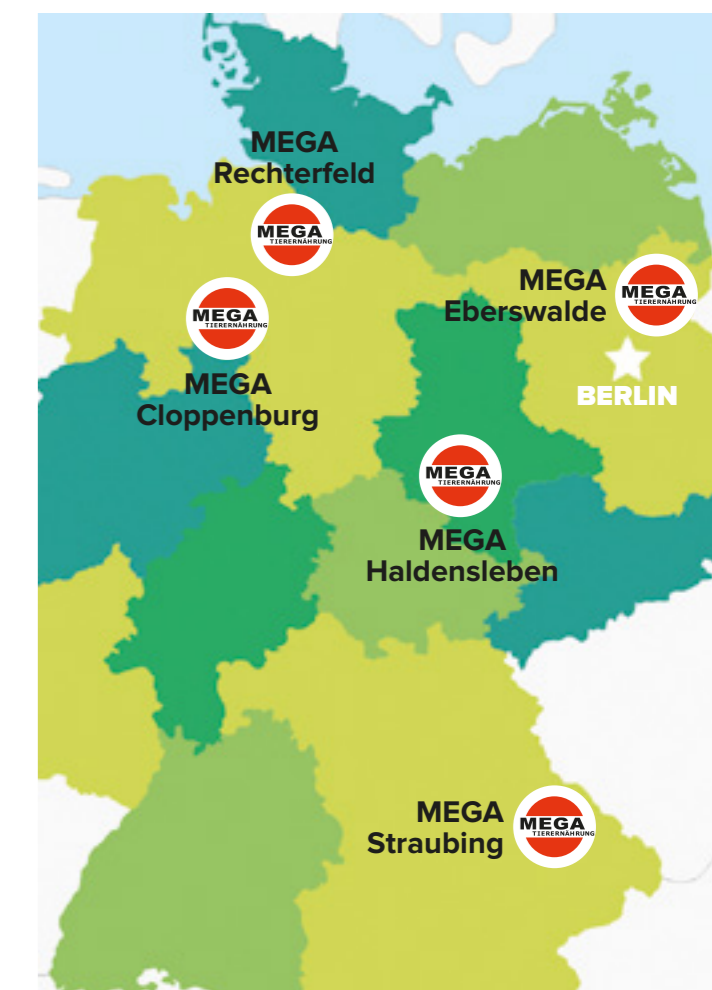 MEGA
Rechterfeld
MEGA
TIERERNÄHRUNG
MEGA
Eberswalde
MEGA
TIERERNÄHRUNG
MEGA
TIERERNÄHRUNG
MEGA
Cloppenburg
BERLIN
MEGA
TIERERNÄHRUNG
MEGA
Haldensleben
MEGA
Straubing
MEGA
TIERERNÄHRUNG